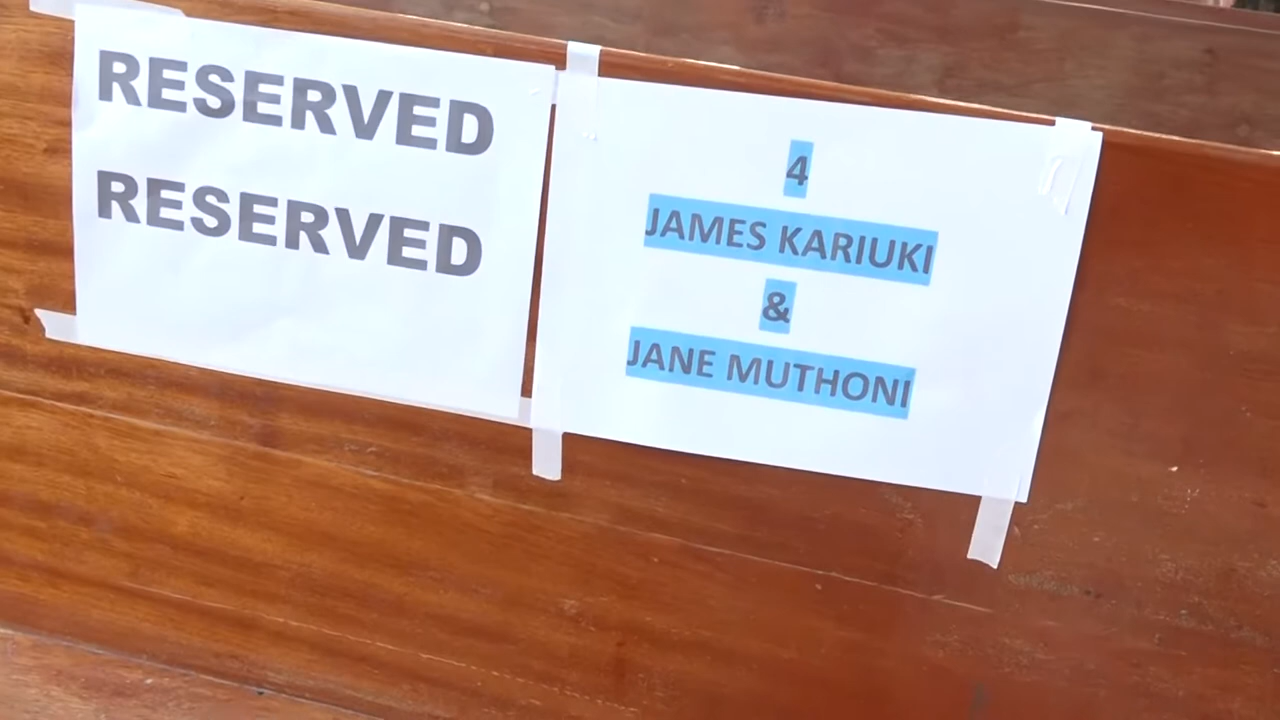 RESERVED
RESERVED
4
JAMES KARIUKI
&
JANE MUTHONI